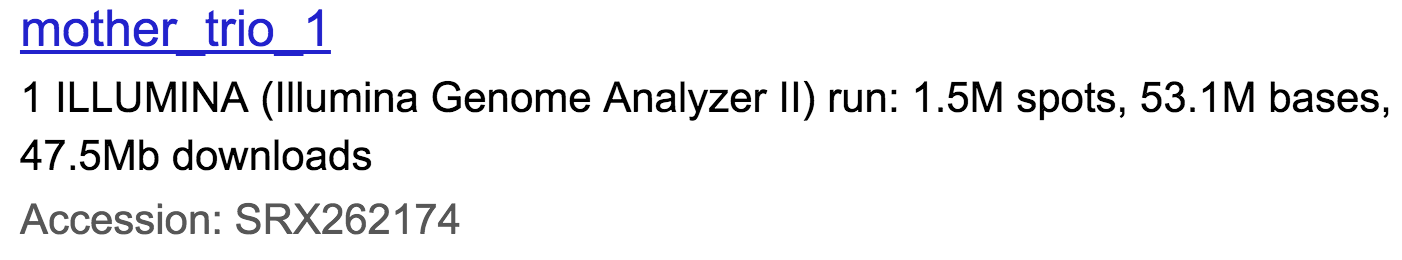 mother_trio_1
1 ILLUMINA (Illumina Genome Analyzer II) run: 1.5M spots, 53.1M bases,
47.5Mb downloads
Accession: SRX262174